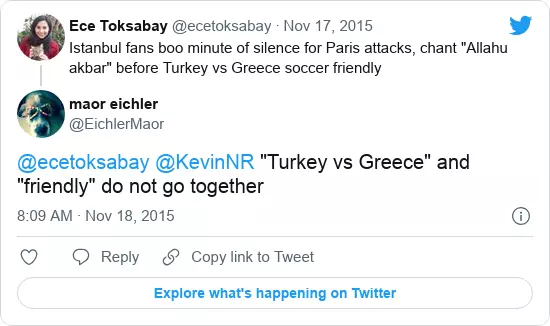 Ece Toksabay @ecetoksabay · Nov 17, 2015
Istanbul fans boo minute of silence for Paris attacks, chant "Allahu
akbar" before Turkey vs Greece soccer friendly
maor eichler
@EichlerMaor
@ecetoksabay @KevinNR "Turkey vs Greece" and
"friendly" do not go together
8:09 AM · Nov 18, 2015
Reply Copy link to Tweet
Explore what's happening on Twitter